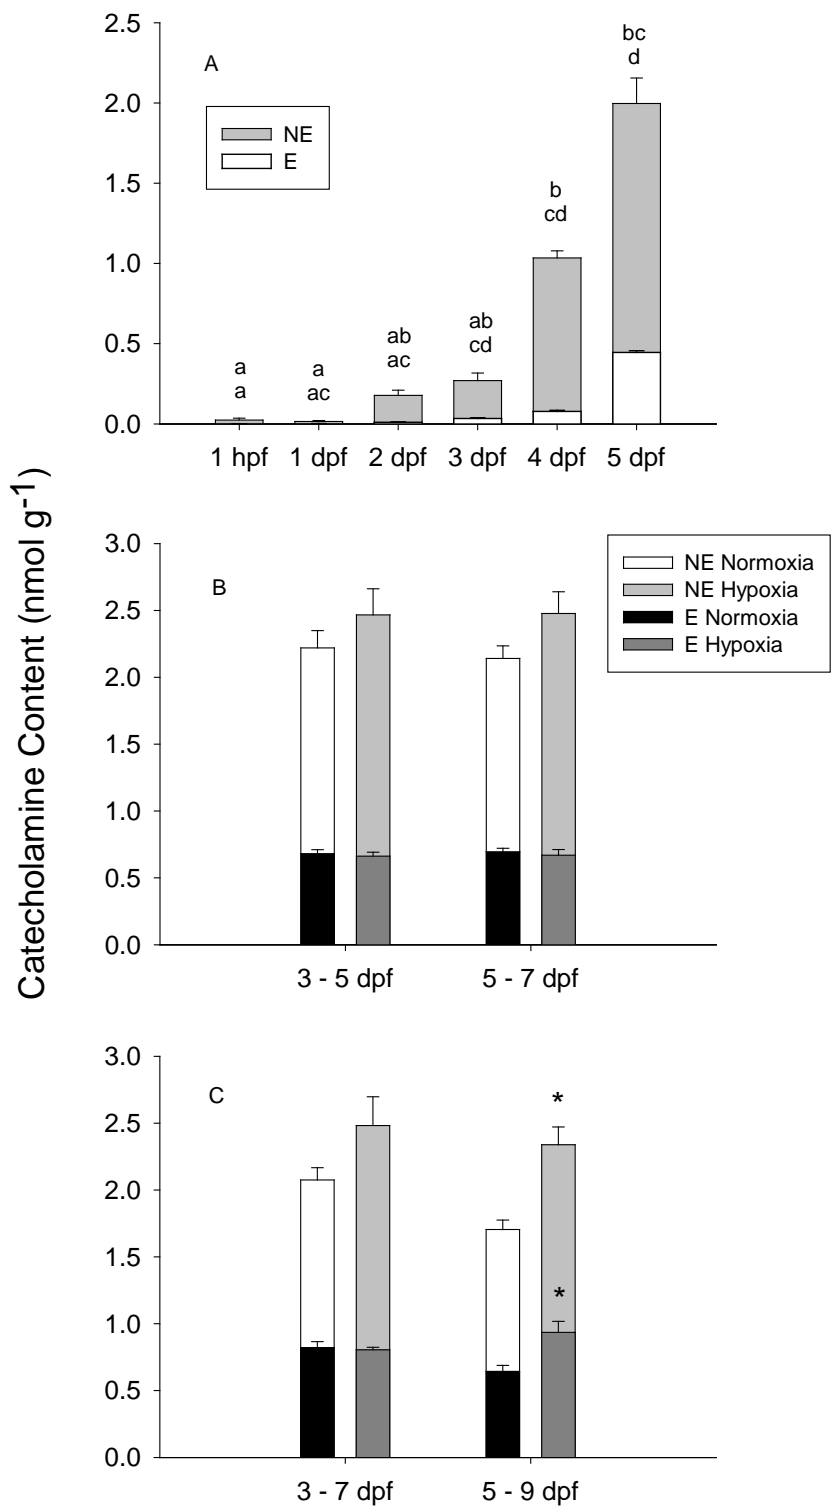 Catecholamine Content (nmol g-1)
2.5
2.0
1.5
1.0
0.5
0.0
A
NE
E
a
a
a
ac
ab
ac
ab
cd
b
cd
bc
d
1 hpf 1 dpf 2 dpf 3 dpf 4 dpf 5 dpf
3.0
2.5
2.0
1.5
1.0
0.5
0.0
B
NE Normoxia
NE Hypoxia
E Normoxia
E Hypoxia
3 - 5 dpf 5 - 7 dpf
3.0
2.5
2.0
1.5
1.0
0.5
0.0
C
*
*
3 - 7 dpf 5 - 9 dpf